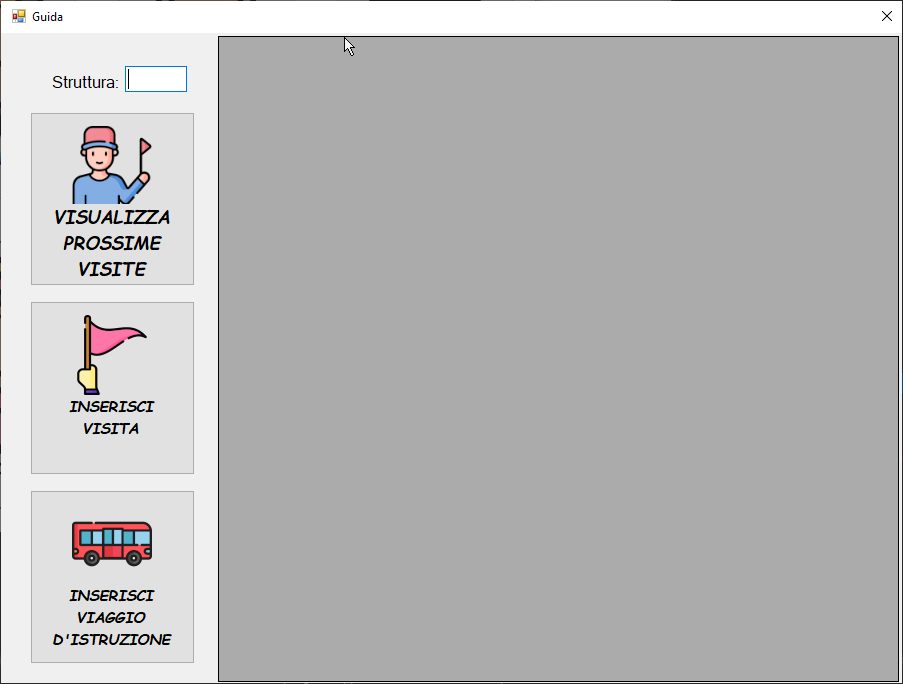 Guida
Struttura:
VISUALIZZA
PROSSIME
VISITE
INSERISCI
VISITA
INSERISCI
VIAGGIO
D'ISTRUZIONE